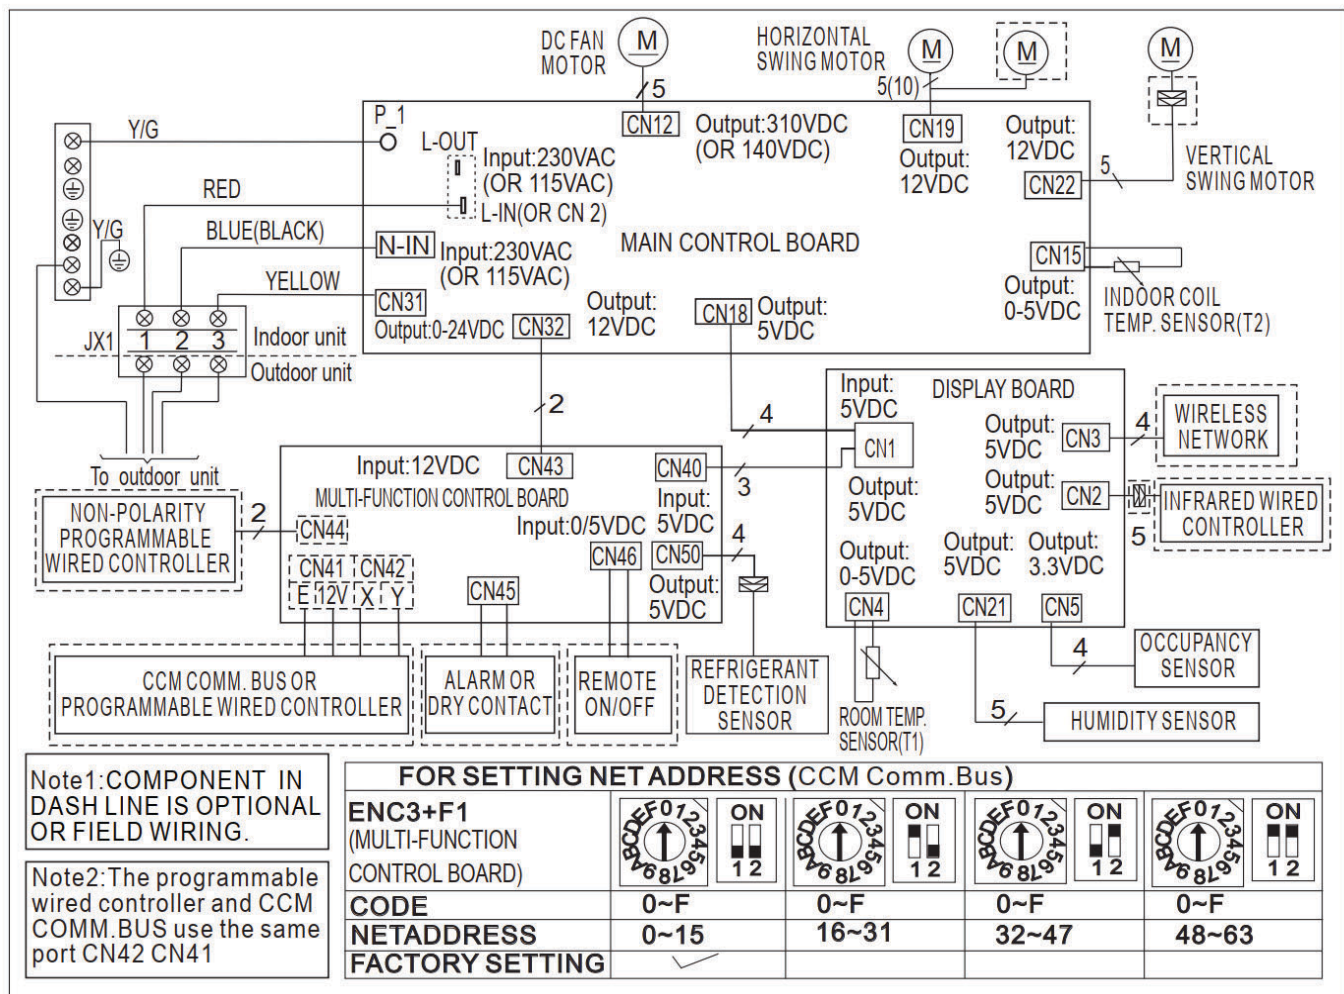 DC FAN
MOTOR
M
HORIZONTAL
SWING MOTOR
M
M
M
5
5(10)
P_1
Y/G
L-OUT
Input:230VAC
(OR 115VAC)
CN12
Output:310VDC
(OR 140VDC)
CN19
Output:
12VDC
Output:
12VDC
CN22
5
VERTICAL
SWING MOTOR
RED
L-IN(OR CN 2)
Y/G
BLUE(BLACK)
N-IN
Input:230VAC
(OR 115VAC)
MAIN CONTROL BOARD
CN15
Output:
0-5VDC
INDOOR COIL
TEMP. SENSOR(T2)
YELLOW
CN31
Output:0-24VDC
CN32
Output:
12VDC
CN18
Output:
5VDC
JX1
1 2 3
Indoor unit
Outdoor unit
To outdoor unit
2
4
3
Input:
5VDC
DISPLAY BOARD
CN1
Output:
5VDC
Output:
5VDC
CN3
4
WIRELESS
NETWORK
Output:
5VDC
CN2
5
INFRARED WIRED
CONTROLLER
Input:12VDC
CN43
MULTI-FUNCTION CONTROL BOARD
CN40
Input:
5VDC
NON-POLARITY
PROGRAMMABLE
WIRED CONTROLLER
2
CN44
Input:0/5VDC
CN46
CN50
4
Output:
5VDC
CN41 CN42
E 12V X Y
CN45
Output:
0-5VDC
CN4
Output:
5VDC
CN21
Output:
3.3VDC
CN5
4
OCCUPANCY
SENSOR
5
HUMIDITY SENSOR
CCM COMM. BUS OR
PROGRAMMABLE WIRED CONTROLLER
ALARM OR
DRY CONTACT
REMOTE
ON/OFF
REFRIGERANT
DETECTION
SENSOR
ROOM TEMP.
SENSOR(T1)
Note1:COMPONENT IN
DASH LINE IS OPTIONAL
OR FIELD WIRING.
Note2:The programmable
wired controller and CCM
COMM.BUS use the same
port CN42 CN41
FOR SETTING NET ADDRESS (CCM Comm.Bus)
ENC3+F1
(MULTI-FUNCTION
CONTROL BOARD)
0123456789ABCDEF
ON
1 2
0123456789ABCDEF
ON
1 2
0123456789ABCDEF
ON
1 2
0123456789ABCDEF
ON
1 2
CODE 0~F 0~F 0~F 0~F
NETADDRESS 0~15 16~31 32~47 48~63
FACTORY SETTING